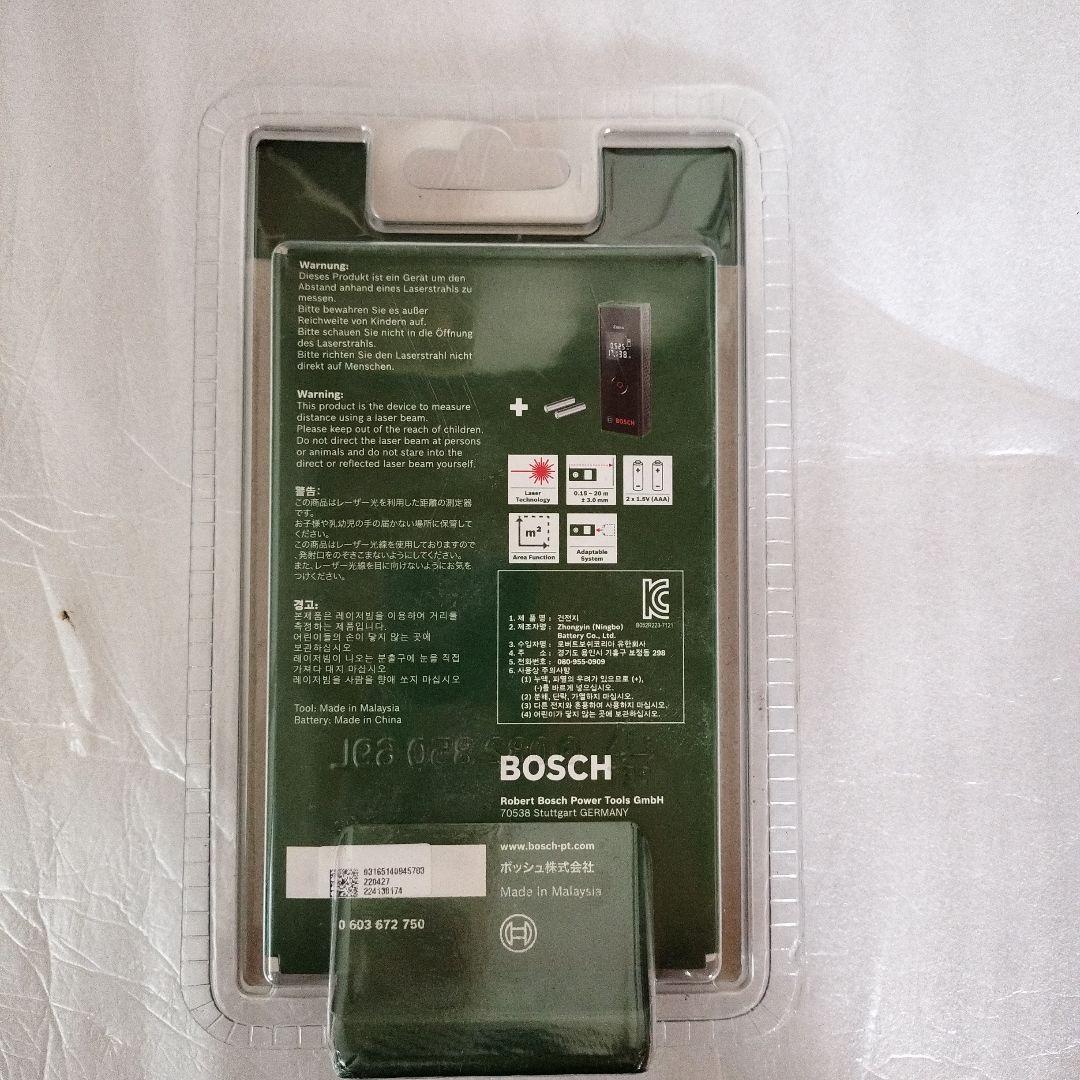 Warnung:
Dieses Produkt ist ein Gerät um den
Abstand anhand eines Laserstrahls zu
messen.
Bitte bewahren Sie es außer
Reichweite von Kindern auf.
Bitte schauen Sie nicht in die Öffnung
des Laserstrahls.
Bitte richten Sie den Laserstrahl nicht
direkt auf Menschen.
Warning:
This product is the device to measure
distance using a laser beam.
Please keep out of the reach of children.
Do not direct the laser beam at persons
or animals and do not stare into the
direct or reflected laser beam yourself.
警告:
この商品はレーザー光を利用した距離の測定器
です。
お子様や乳幼児の手の届かない場所に保管して
ください。
この商品はレーザー光線を使用しておりますので
、発射口をのぞきこまないようにしてください。
また、レーザー光線を目に向けないようにお気を
つけください。
경고:
본제품은 레이저빔을 이용하여 거리를
측정하는 제품입니다.
어린이들의 손이 닿지 않는 곳에
보관하십시오
레이저빔이 나오는 분출구에 눈을 직접
가져다 대지 마십시오
레이저빔을 사람을 향해 쏘지 마십시오
Tool: Made in Malaysia
Battery: Made in China
+
BOSCH
Laser
Technology
0.15 – 20 m
± 3.0 mm
2 x 1.5V (AAA)
m²
Area Function
Adaptable
System
1. 제 품 명 : 건전지
2. 제조자명 : Zhongyin (Ningbo)
Battery Co., Ltd.
3. 수입자명 : 로버트보쉬코리아 유한회사
4. 주 소 : 경기도 용인시 기흥구 보정동 298
5. 전화번호 : 080-955-0909
6. 사용상 주의사항
(1) 누액, 파열의 우려가 있으므로 (+),
(-)를 바르게 넣으십시오.
(2) 분해, 단락, 가열하지 마십시오.
(3) 다른 전지와 혼용하여 사용하지 마십시오.
(4) 어린이가 닿지 않는 곳에 보관하십시오.
BOSCH
Robert Bosch Power Tools GmbH
70538 Stuttgart GERMANY
www.bosch-pt.com
ボッシュ株式会社
Made in Malaysia
03165140945783
220427
224130174
0 603 672 750